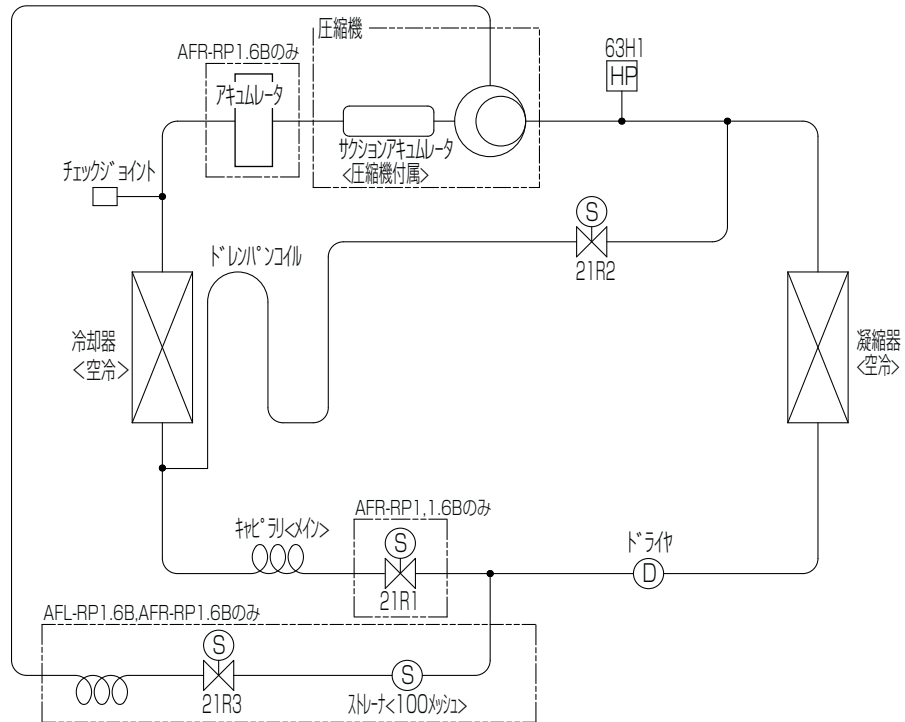 圧縮機
63H1
HP
AFR-RP1.6Bのみ
アキュムレータ
サクションアキュムレータ
<圧縮機付属>
チェックジョイント
S
21R2
ドレンパンコイル
冷却器
<空冷>
凝縮器
<空冷>
AFR-RP1,1.6Bのみ
キャピラリ<メイン>
S
21R1
ドライヤ
D
AFL-RP1.6B,AFR-RP1.6Bのみ
S
21R3
S
ストレーナ<100メッシュ>